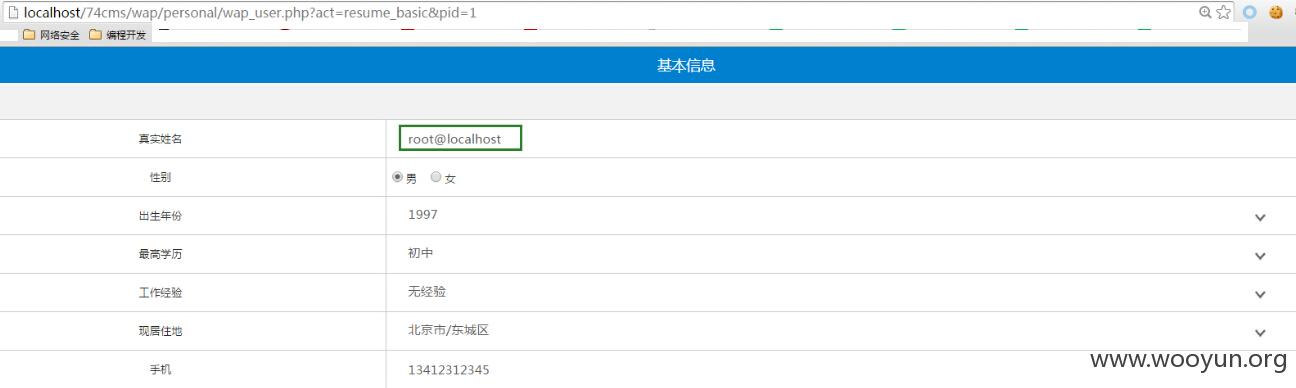 localhost/74cms/wap/personal/wap_user.php?act=resume_basic&pid=1
网络安全 编程开发
基本信息
真实姓名 root@localhost
性别 男 女
出生年份 1997
最高学历 初中
工作经验 无经验
现居住地 北京市/东城区
手机 13412312345
www.wooyun.org